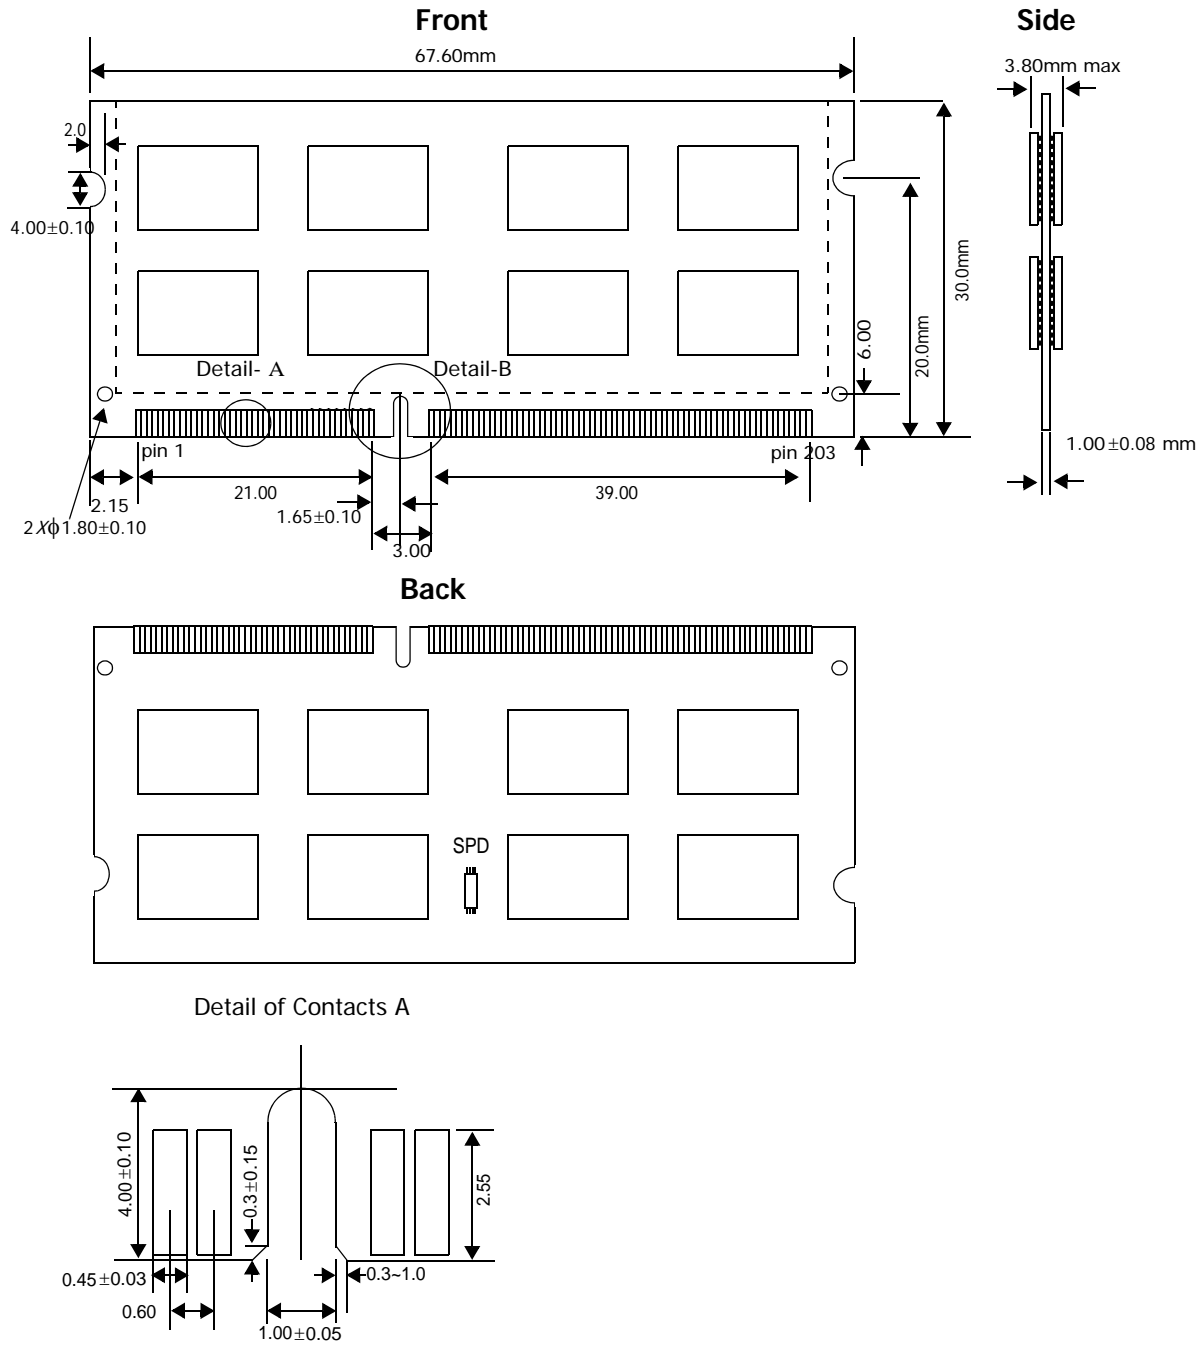 Front
Side
67.60mm
3.80mm max
2.0
4.00±0.10
30.0mm
20.0mm
6.00
Detail- A
Detail-B
pin 1
pin 203
1.00±0.08 mm
2.15
21.00
39.00
1.65±0.10
2Xϕ1.80±0.10
3.00
Back
SPD
Detail of Contacts A
4.00±0.10
0.3±0.15
2.55
0.45±0.03
0.3~1.0
0.60
1.00±0.05